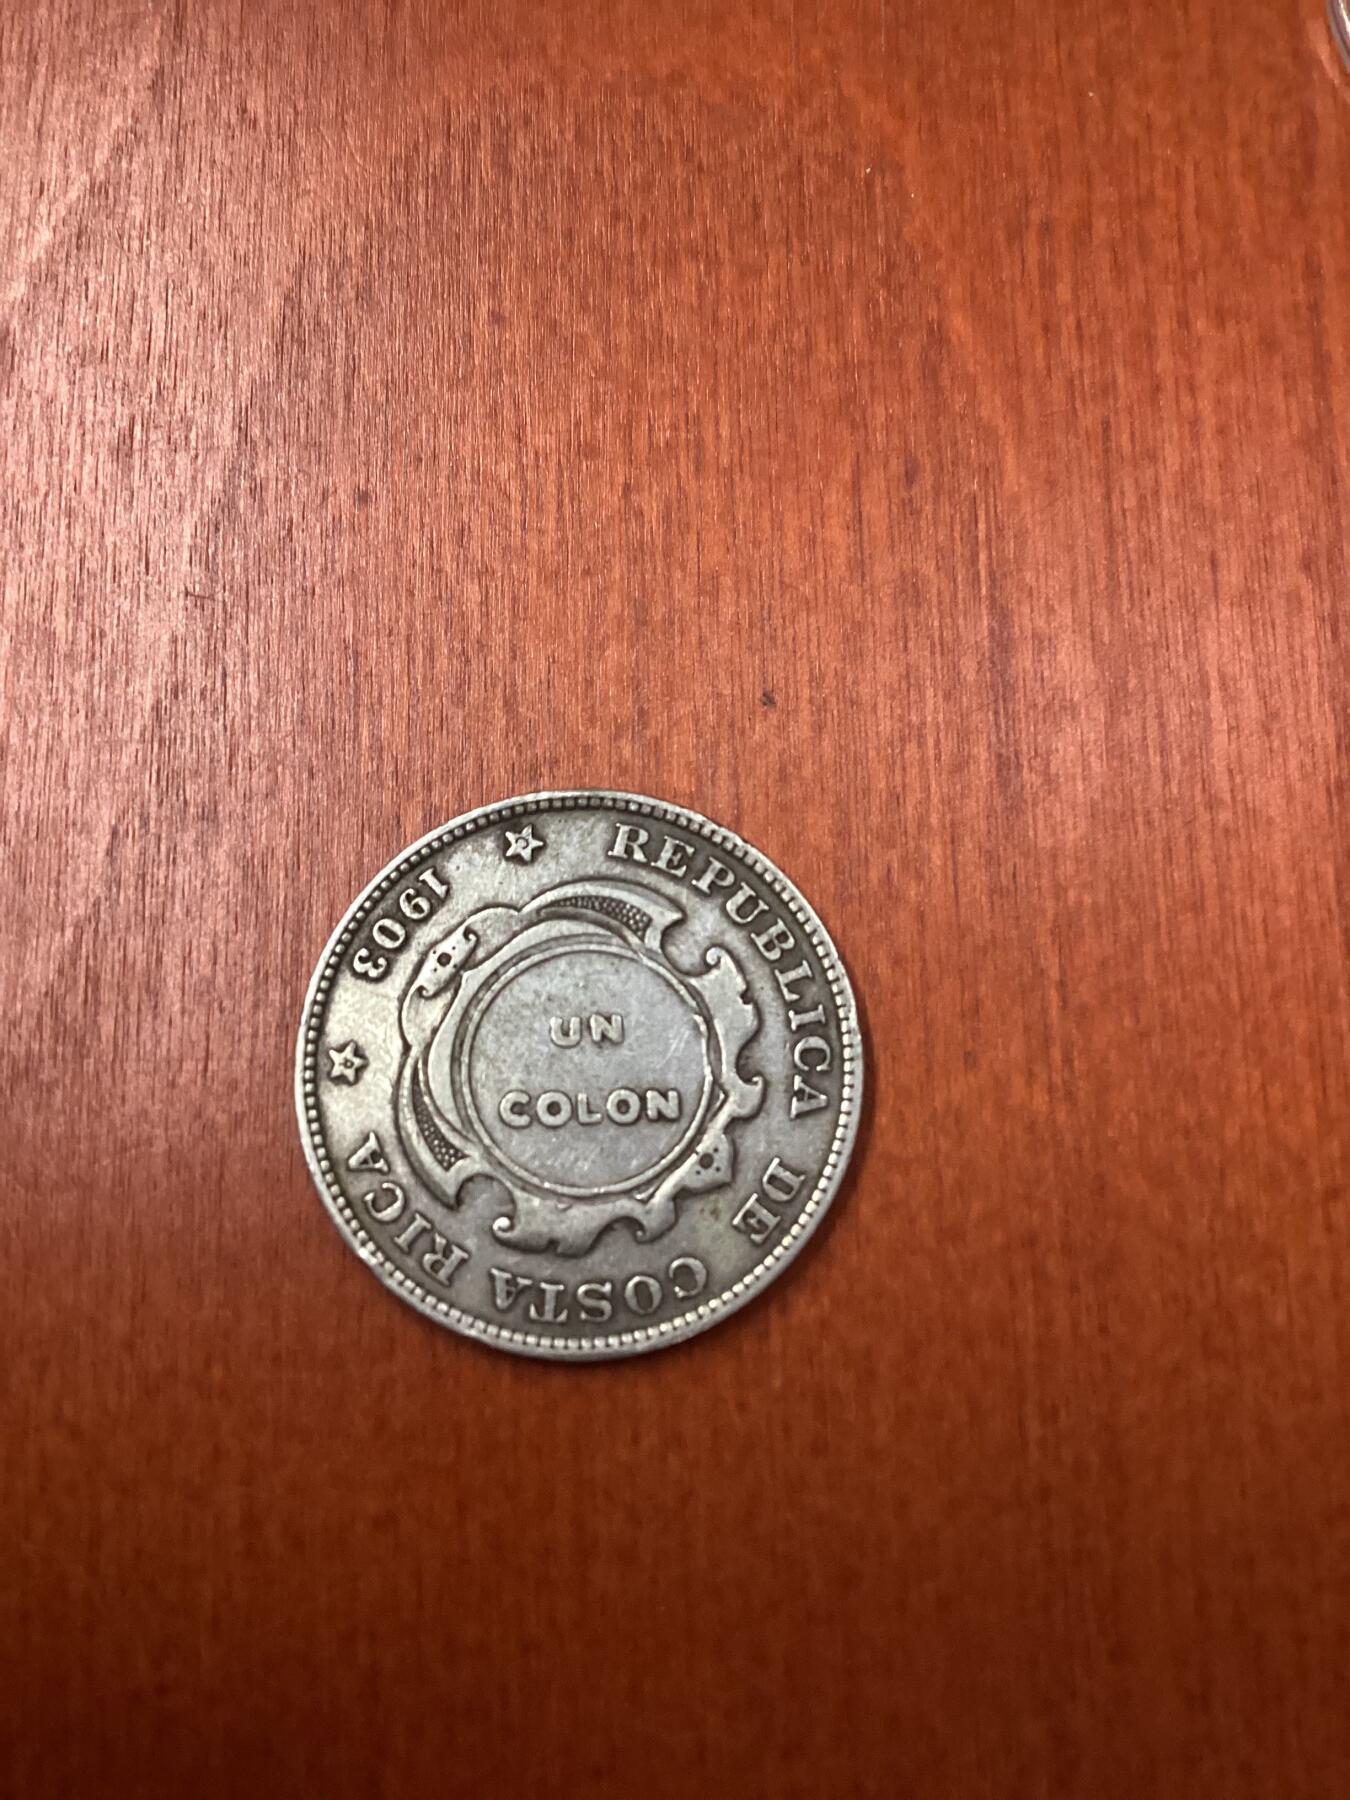 REPUBLICA DE COSTA RICA
1903
UN
COLON